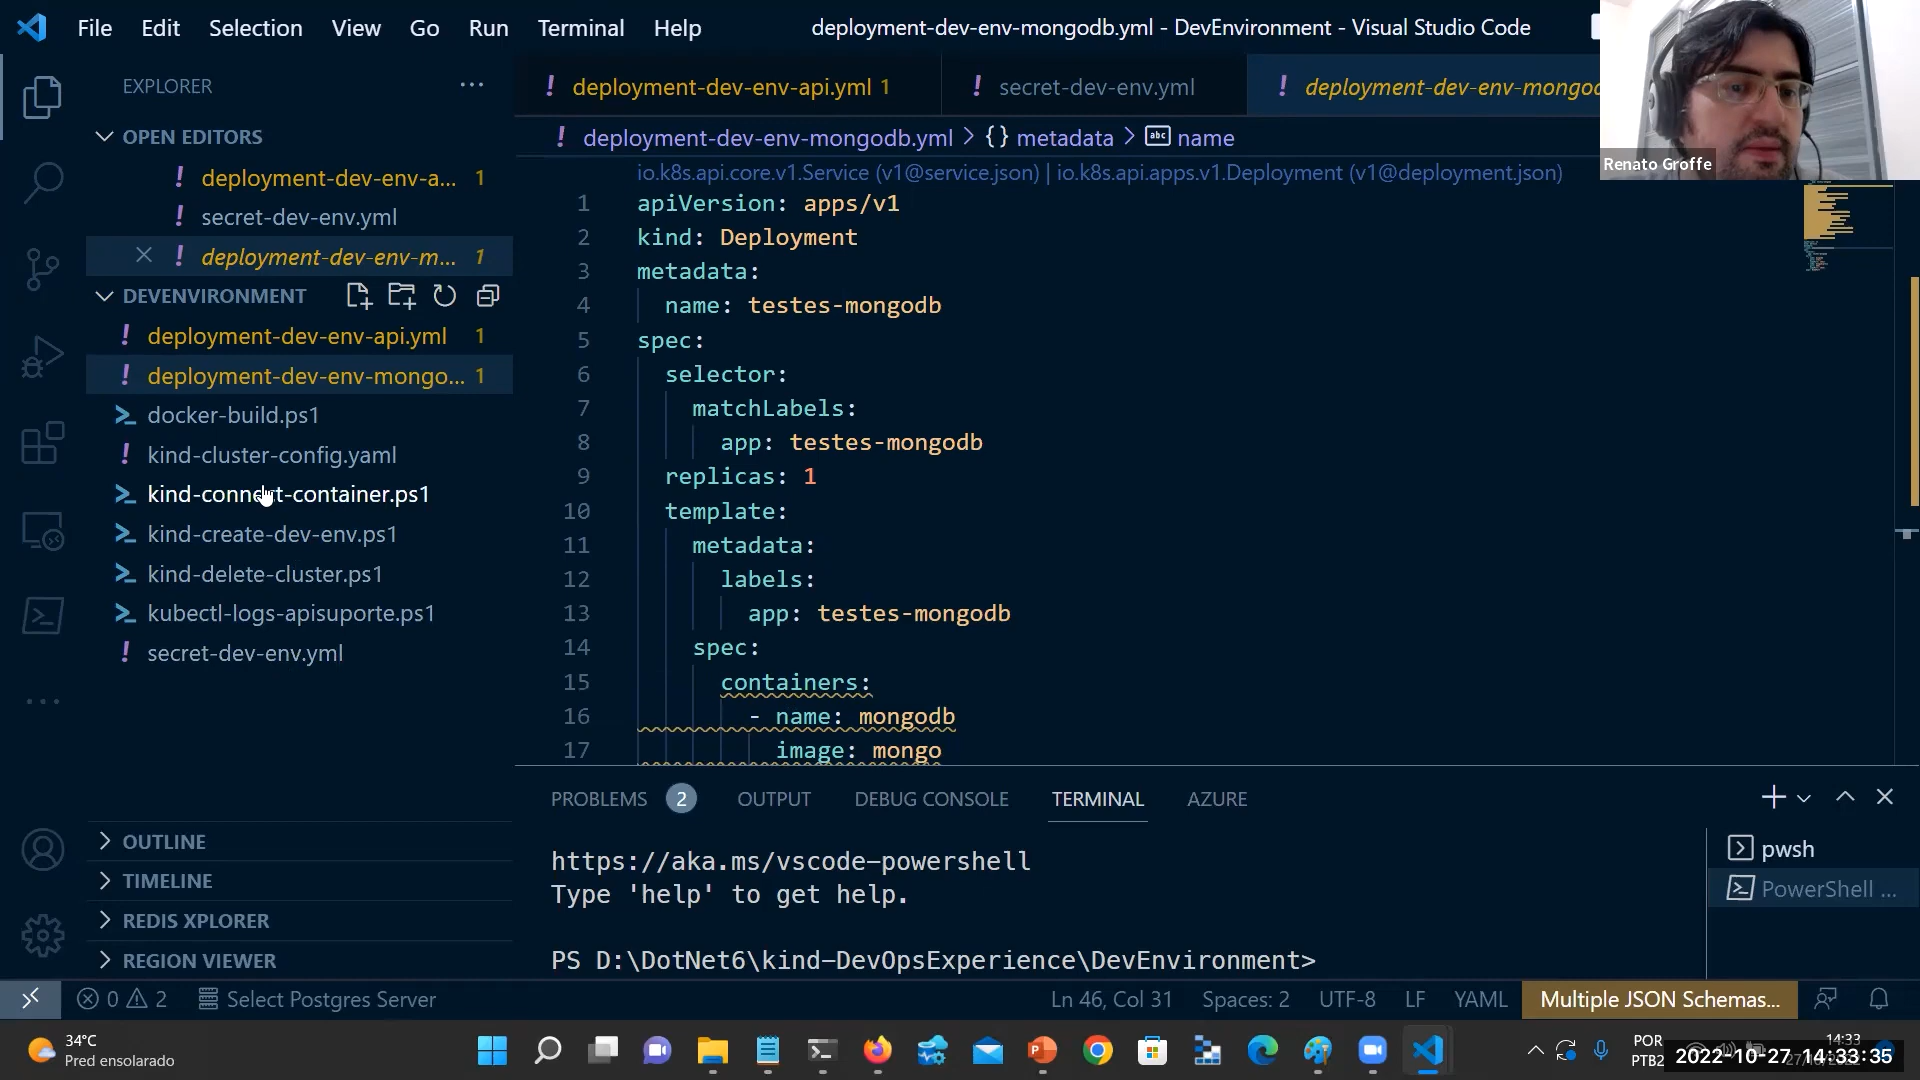 File Edit Selection View Go Run Terminal Help
deployment-dev-env-mongodb.yml - DevEnvironment - Visual Studio Code
EXPLORER
OPEN EDITORS
deployment-dev-env-a... 1
secret-dev-env.yml
deployment-dev-env-m... 1
DEVENVIRONMENT
deployment-dev-env-api.yml 1
deployment-dev-env-mongo... 1
docker-build.ps1
kind-cluster-config.yaml
kind-connect-container.ps1
kind-create-dev-env.ps1
kind-delete-cluster.ps1
kubectl-logs-apisuporte.ps1
secret-dev-env.yml
OUTLINE
TIMELINE
REDIS XPLORER
REGION VIEWER
deployment-dev-env-api.yml 1
secret-dev-env.yml
deployment-dev-env-mongod
deployment-dev-env-mongodb.yml > {} metadata > abc name
io.k8s.api.core.v1.Service (v1@service.json) | io.k8s.api.apps.v1.Deployment (v1@deployment.json)
1 apiVersion: apps/v1
2 kind: Deployment
3 metadata:
4 name: testes-mongodb
5 spec:
6 selector:
7 matchLabels:
8 app: testes-mongodb
9 replicas: 1
10 template:
11 metadata:
12 labels:
13 app: testes-mongodb
14 spec:
15 containers:
16 - name: mongodb
17 image: mongo
Renato Groffe
PROBLEMS 2 OUTPUT DEBUG CONSOLE TERMINAL AZURE
https://aka.ms/vscode-powershell
Type 'help' to get help.
PS D:\DotNet6\kind-DevOpsExperience\DevEnvironment>
pwsh
PowerShell ...
0 2 Select Postgres Server
Ln 46, Col 31 Spaces: 2 UTF-8 LF YAML Multiple JSON Schemas...
34°C
Pred ensolarado
POR
PTB2
14:33
2022-10-27 14:33:35